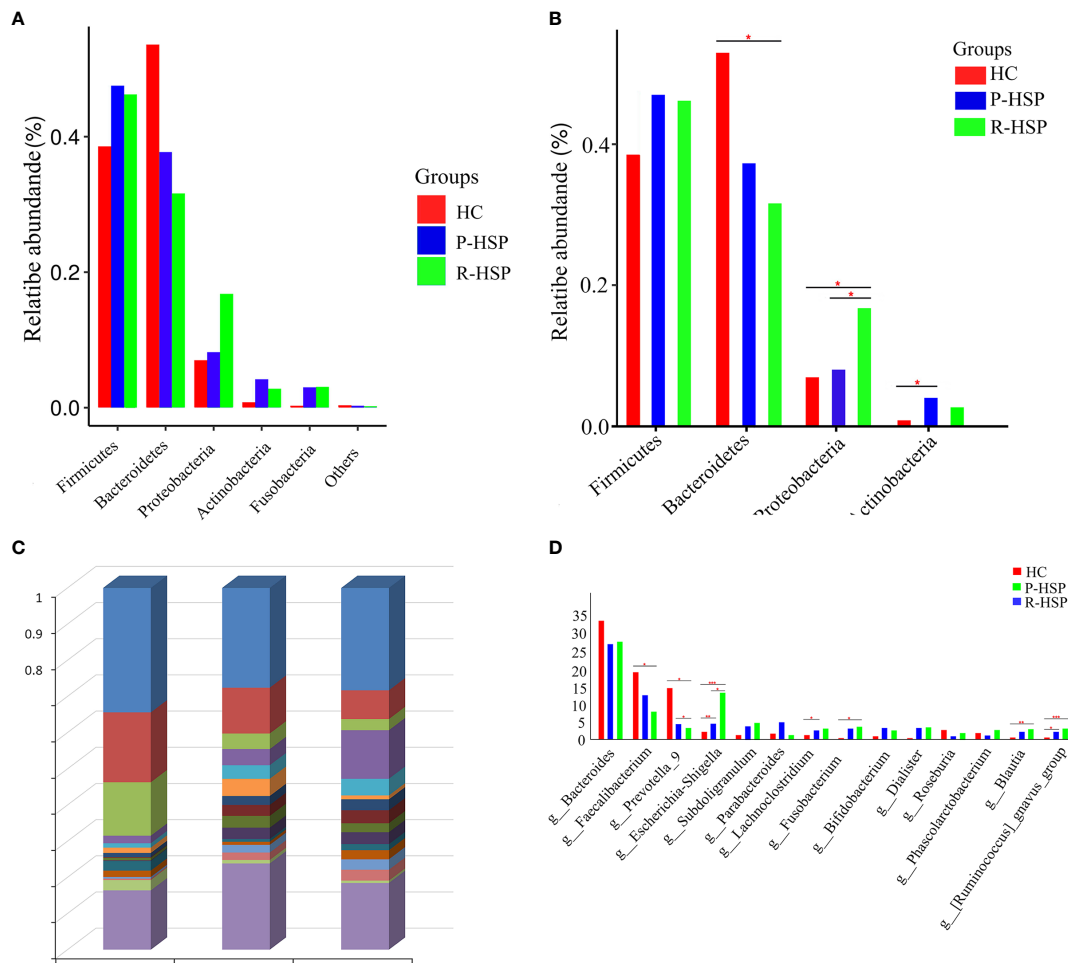 A
Relatibe abundande(%)
0.4
0.2
0.0
Firmicutes
Bacteroidetes
Proteobacteria
Actinobacteria
Fusobacteria
Others
Groups
HC
P-HSP
R-HSP
B
Relatibe abundande (%)
0.4
0.2
0.0
*
*
*
*
Firmicutes
Bacteroidetes
Proteobacteria
Actinobacteria
Groups
HC
P-HSP
R-HSP
C
1
0.9
0.8
D
HC
P-HSP
R-HSP
35
30
25
20
15
10
5
0
*
*
*
***
*
**
*
*
**
***
*
g__Bacteroides
g__Faecalibacterium
g__Prevotella_9
g__Escherichia-Shigella
g__Subdoligranulum
g__Parabacteroides
g__Lachnoclostridium
g__Fusobacterium
g__Bifidobacterium
g__Dialister
g__Roseburia
g__Phascolarctobacterium
g__Blautia
g__[Ruminococcus]_gnavus_group